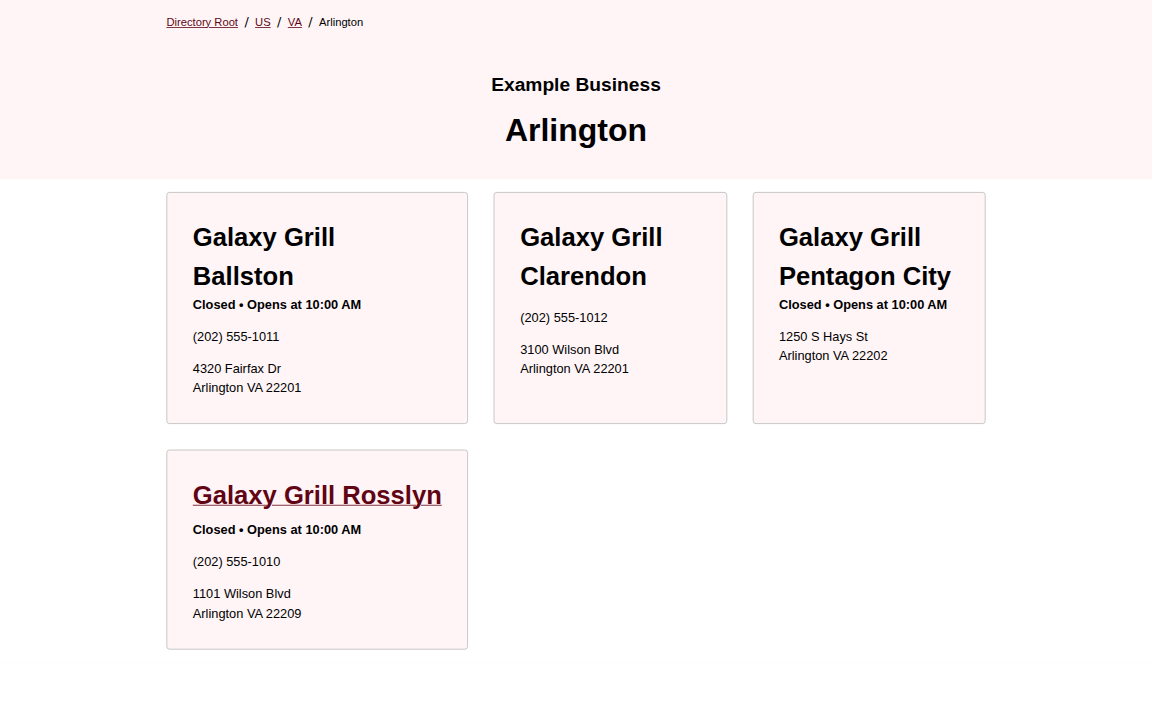 Directory Root / US / VA / Arlington
Example Business
Arlington
Galaxy Grill
Ballston
Closed • Opens at 10:00 AM
(202) 555-1011
4320 Fairfax Dr
Arlington VA 22201
Galaxy Grill
Clarendon
(202) 555-1012
3100 Wilson Blvd
Arlington VA 22201
Galaxy Grill
Pentagon City
Closed • Opens at 10:00 AM
1250 S Hays St
Arlington VA 22202
Galaxy Grill Rosslyn
Closed • Opens at 10:00 AM
(202) 555-1010
1101 Wilson Blvd
Arlington VA 22209